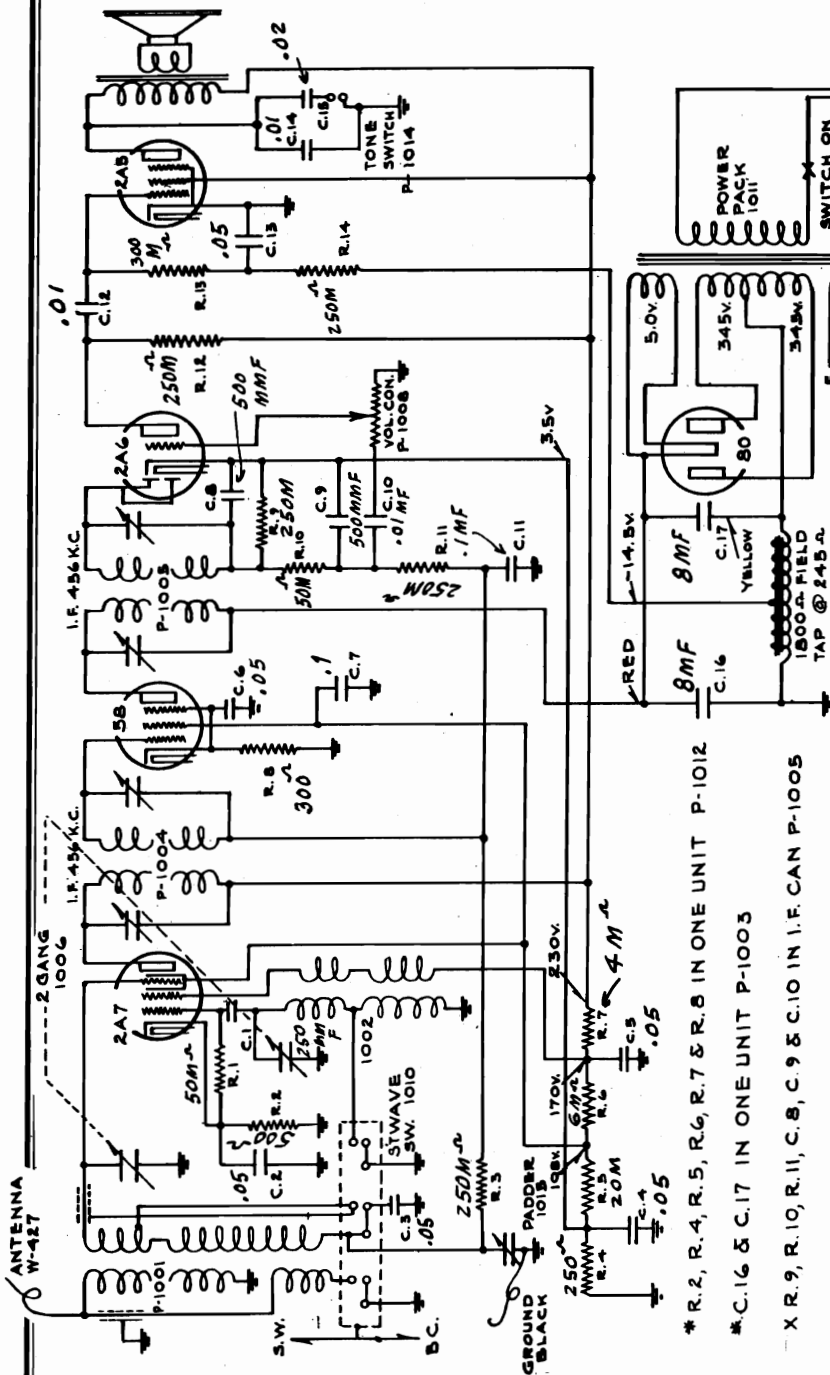 ANTENNA
W-427
2 GANG
1006
P-1001
S.W.
B.C.
2A7
50M Ω
R.1
C.1
250
MM
F
R.2
500
.05
C.2
1002
ST WAVE
SW. 1010
C.3
.05
250M Ω
R.3
PADDER
1013
GROUND
BLACK
I.F. 456 K.C.
P-1004
58
C.6
.05
R.8
300 Ω
.1
C.7
I.F. 456 K.C.
P-1005
2A6
C.8
500
MMF
R.9
250M
R.10
50M Ω
C.9
500MMF
C.10
.01 MF
VOL. CON.
P-1008
R.11
250M
.1MF
C.11
250M Ω
R.12
.01
C.12
2A5
300
M Ω
R.13
.05
C.13
R.14
250M Ω
.01
C.14
.02
C.15
TONE
SWITCH
P-1014
3.5V
230V.
4 M Ω
R.7
170V.
6M Ω
R.6
C.5
.05
108V.
R.5
20M
C.4
.05
250 Ω
R.4
RED
-14.5V.
8MF
C.16
8MF
C.17
YELLOW
1800 Ω FIELD
TAP @ 245 Ω
80
5.0V.
345V.
345V.
POWER
PACK
1011
SWITCH ON
* R.2, R.4, R.5, R.6, R.7 & R.8 IN ONE UNIT P-1012
* C.16 & C.17 IN ONE UNIT P-1003
X R.9, R.10, R.11, C.8, C.9 & C.10 IN I.F. CAN P-1005